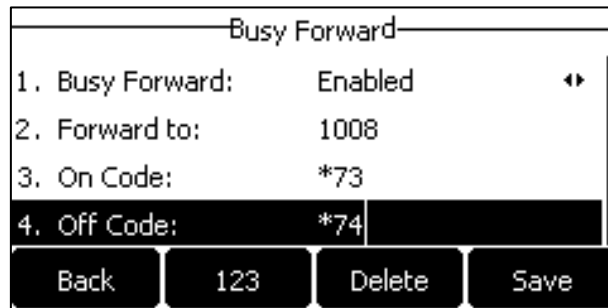 Busy Forward
1. Busy Forward: Enabled
2. Forward to: 1008
3. On Code: *73
4. Off Code: *74
Back 123 Delete Save